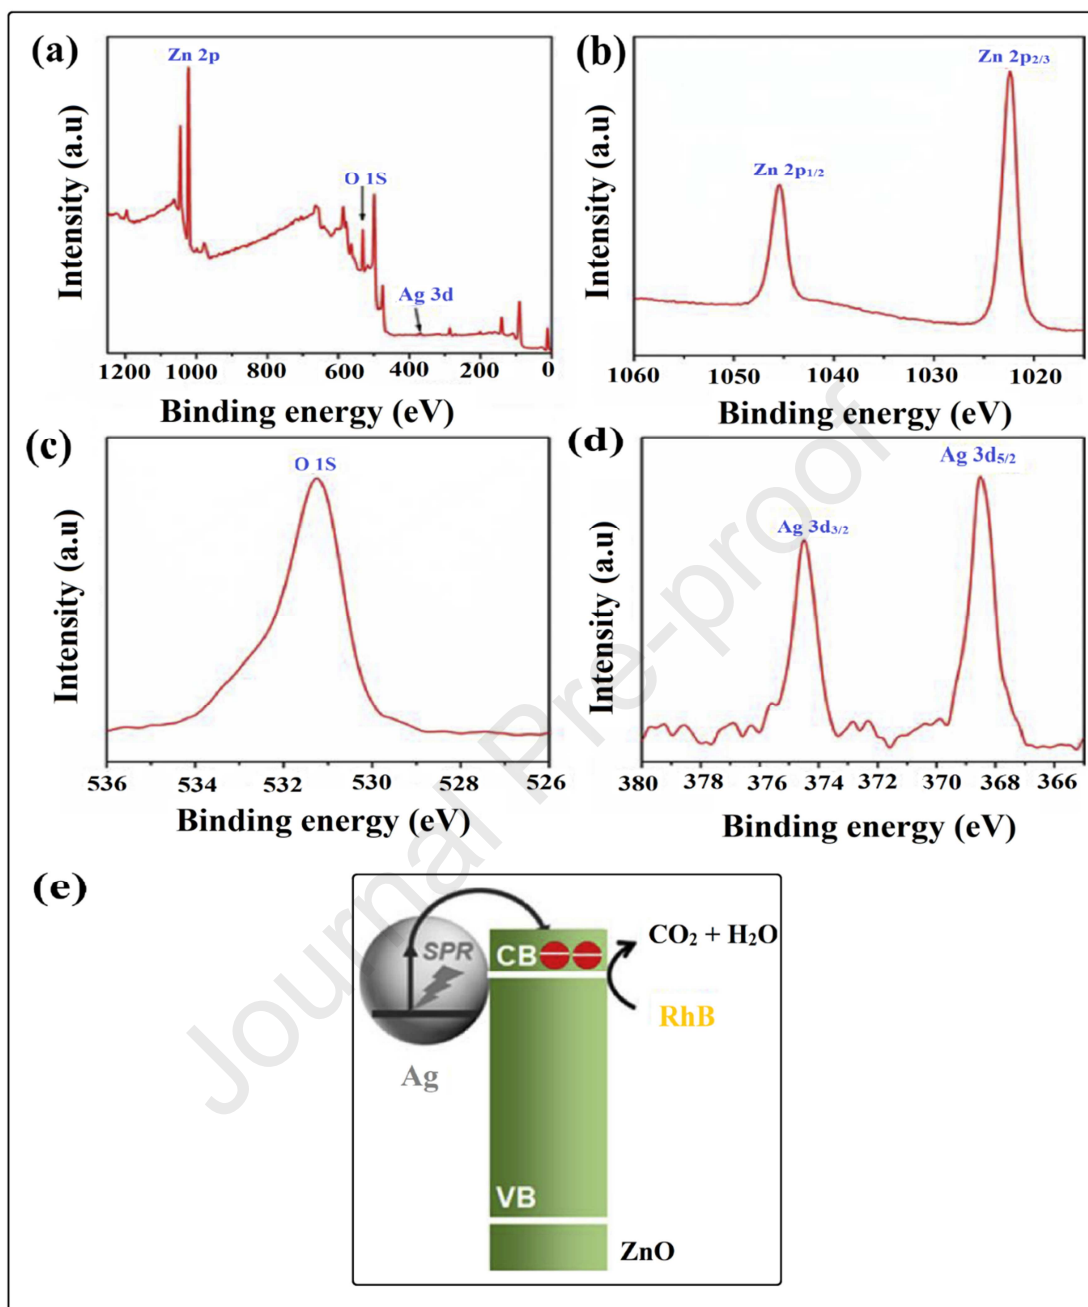 (a)
Zn 2p
O 1S
Ag 3d
Intensity (a.u)
1200 1000 800 600 400 200 0
Binding energy (eV)
(b)
Zn 2p2/3
Zn 2p1/2
Intensity (a.u)
1060 1050 1040 1030 1020
Binding energy (eV)
(c)
O 1S
Intensity (a.u)
536 534 531 530 528 526
Binding energy (eV)
(d)
Ag 3d5/2
Ag 3d3/2
Intensity (a.u)
380 378 376 374 372 370 368 366
Binding energy (eV)
(e)
SPR
CB
CO2 + H2O
RhB
Ag
VB
ZnO
Journal Pre-proof